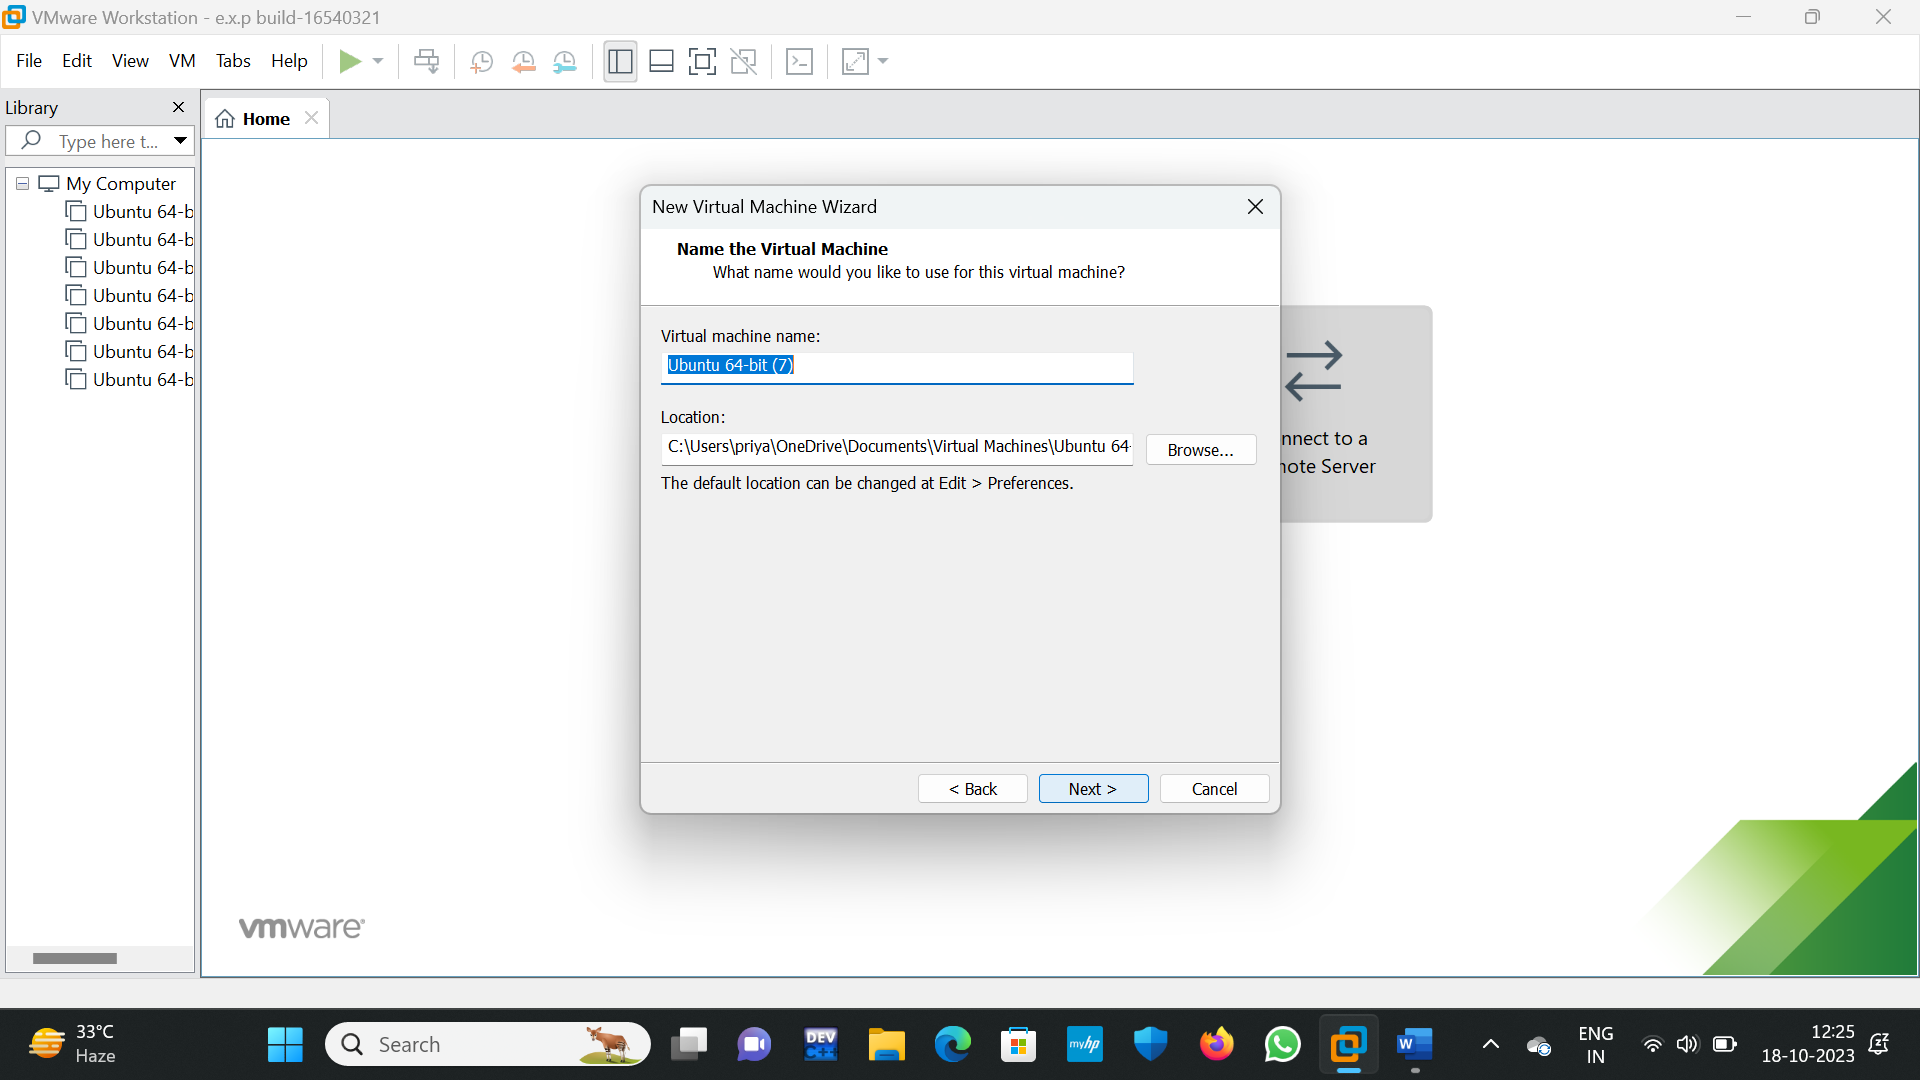 VMware Workstation - e.x.p build-16540321
File Edit View VM Tabs Help
Library
Home
Type here t...
My Computer
Ubuntu 64-b
Ubuntu 64-b
Ubuntu 64-b
Ubuntu 64-b
Ubuntu 64-b
Ubuntu 64-b
Ubuntu 64-b
New Virtual Machine Wizard
Name the Virtual Machine
What name would you like to use for this virtual machine?
Virtual machine name:
Ubuntu 64-bit (7)
Location:
C:\Users\priya\OneDrive\Documents\Virtual Machines\Ubuntu 64-
Browse...
The default location can be changed at Edit > Preferences.
nnect to a
note Server
< Back Next > Cancel
vmware
33°C
Haze
Search
DEV
C++
myhp
W
ENG
IN
12:25
18-10-2023